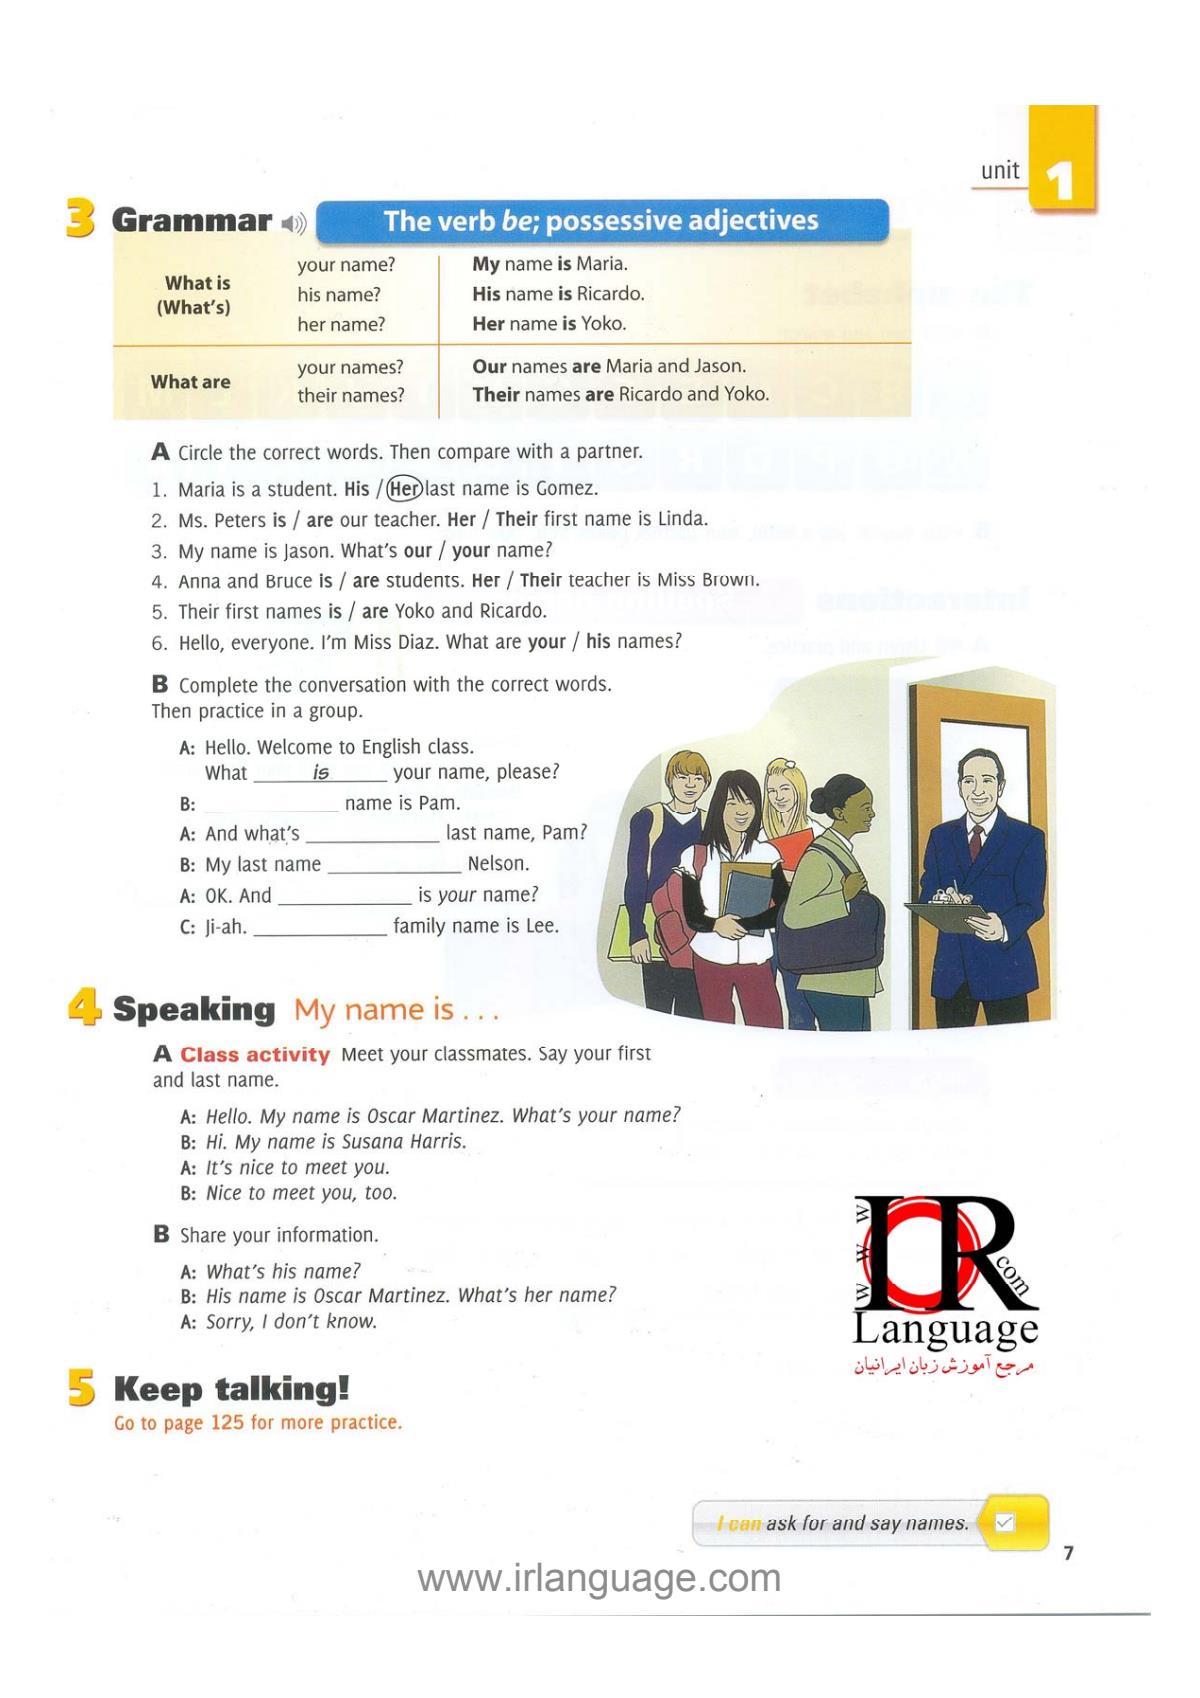 unit 1
3 Grammar The verb be; possessive adjectives
What is
(What's)
your name?
his name?
her name?
My name is Maria.
His name is Ricardo.
Her name is Yoko.
What are
your names?
their names?
Our names are Maria and Jason.
Their names are Ricardo and Yoko.
A Circle the correct words. Then compare with a partner.
1. Maria is a student. His / Her last name is Gomez.
2. Ms. Peters is / are our teacher. Her / Their first name is Linda.
3. My name is Jason. What's our / your name?
4. Anna and Bruce is / are students. Her / Their teacher is Miss Brown.
5. Their first names is / are Yoko and Ricardo.
6. Hello, everyone. I'm Miss Diaz. What are your / his names?
B Complete the conversation with the correct words.
Then practice in a group.
A: Hello. Welcome to English class.
What ______is______ your name, please?
B: ____________ name is Pam.
A: And what's ____________ last name, Pam?
B: My last name ____________ Nelson.
A: OK. And ____________ is your name?
C: Ji-ah. ____________ family name is Lee.
4 Speaking My name is . . .
A Class activity Meet your classmates. Say your first
and last name.
A: Hello. My name is Oscar Martinez. What's your name?
B: Hi. My name is Susana Harris.
A: It's nice to meet you.
B: Nice to meet you, too.
B Share your information.
A: What's his name?
B: His name is Oscar Martinez. What's her name?
A: Sorry, I don't know.
www IR .com
Language
مرجع آموزش زبان ایرانیان
5 Keep talking!
Go to page 125 for more practice.
I can ask for and say names.
7
www.irlanguage.com